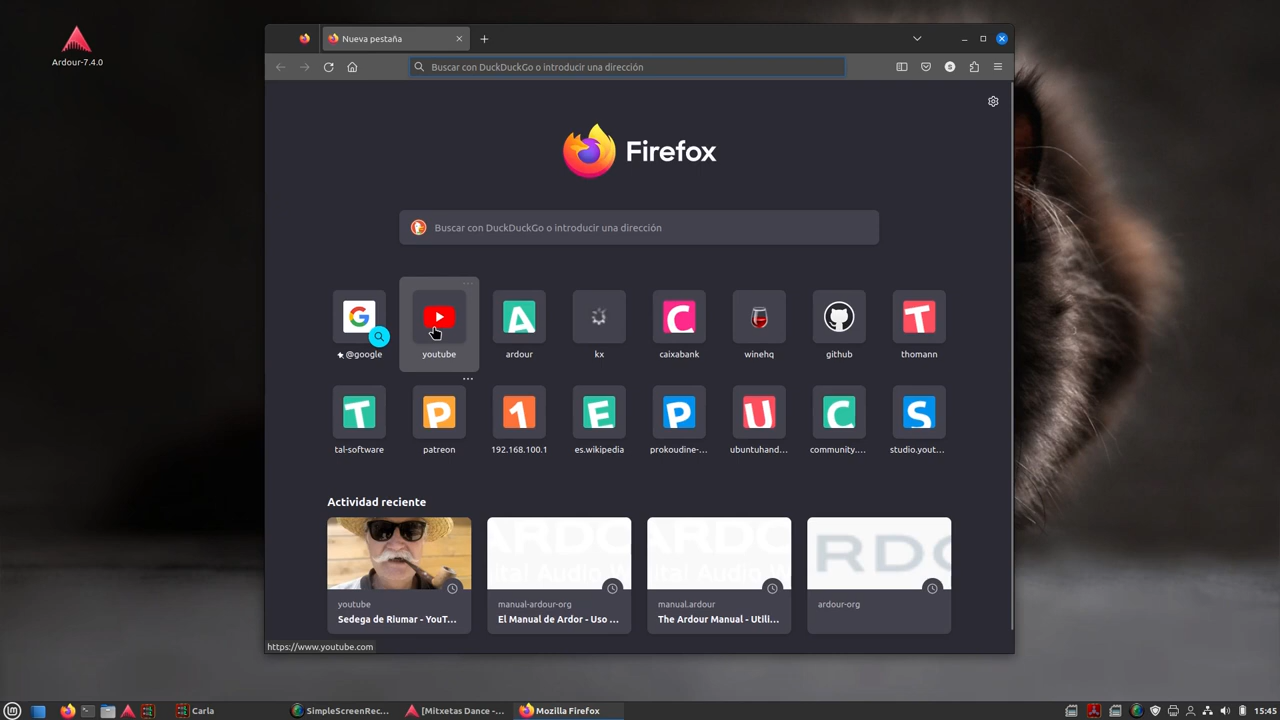 Ardour-7.4.0
Nueva pestaña
Buscar con DuckDuckGo o introducir una dirección
S
Firefox
Buscar con DuckDuckGo o introducir una dirección
G
A
C
T
@google
youtube
ardour
kx
caixabank
winehq
github
thomann
T
P
1
E
P
U
C
S
tal-software
patreon
192.168.100.1
es.wikipedia
prokoudine-...
ubuntuhand...
community....
studio.yout...
Actividad reciente
youtube
Sedega de Riumar - YouT...
manual-ardour-org
El Manual de Ardor - Uso ...
manual.ardour
The Ardour Manual - Utili...
ardour-org
https://www.youtube.com
Carla
SimpleScreenRec...
[Mitxetas Dance -...
Mozilla Firefox
15:45